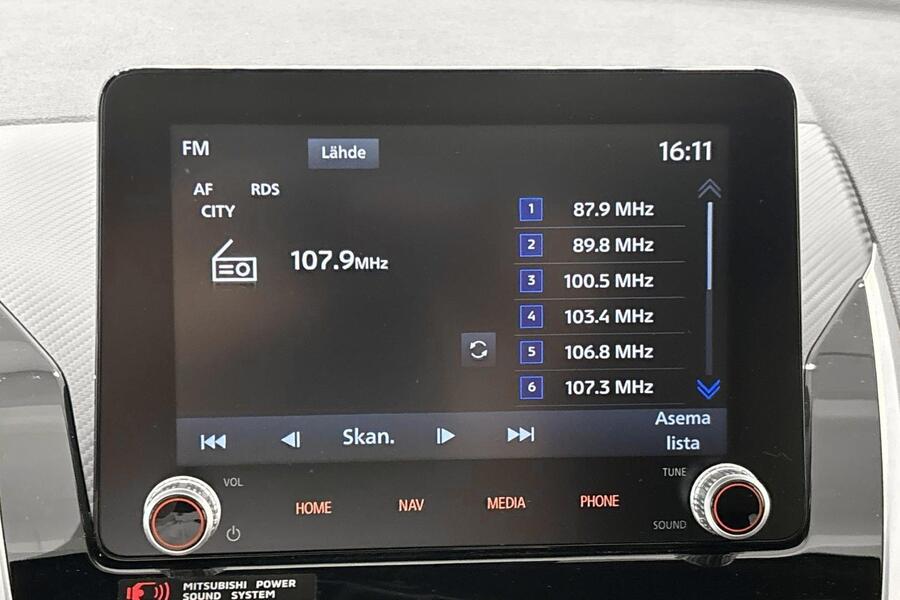 FM
Lähde
16:11
AF RDS
CITY
107.9MHz
1 87.9 MHz
2 89.8 MHz
3 100.5 MHz
4 103.4 MHz
5 106.8 MHz
6 107.3 MHz
Skan.
Asema
lista
VOL
TUNE
HOME NAV MEDIA PHONE
SOUND
MITSUBISHI POWER
SOUND SYSTEM